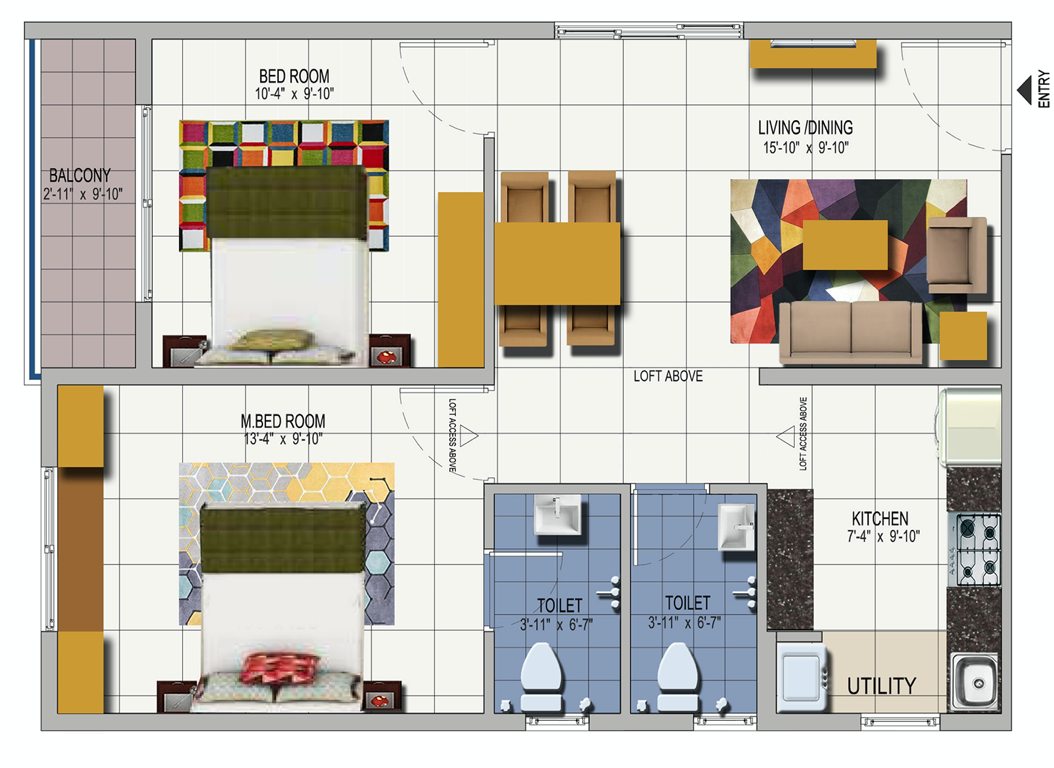 BED ROOM
10'-4" x 9'-10"
ENTRY
LIVING /DINING
15'-10" x 9'-10"
BALCONY
2'-11" x 9'-10"
LOFT ABOVE
M.BED ROOM
13'-4" x 9'-10"
LOFT ACCESS ABOVE
LOFT ACCESS ABOVE
KITCHEN
7'-4" x 9'-10"
TOILET
3'-11" x 6'-7"
TOILET
3'-11" x 6'-7"
UTILITY